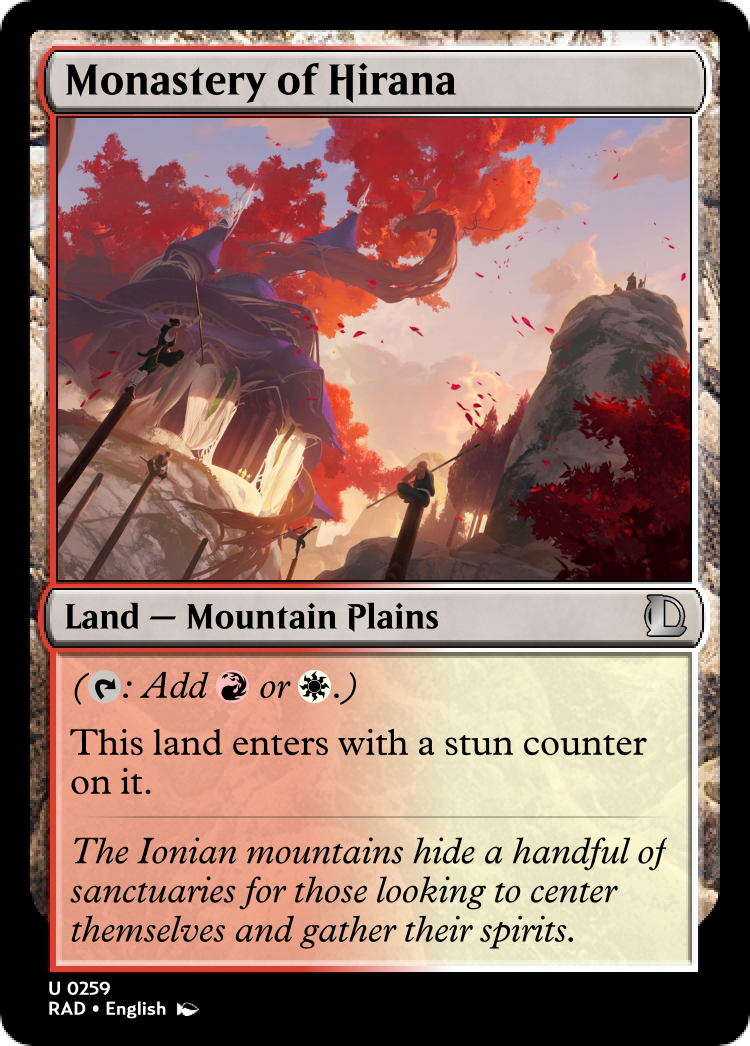 Monastery of Hirana
Land — Mountain Plains
(: Add or .)
This land enters with a stun counter
on it.
The Ionian mountains hide a handful of
sanctuaries for those looking to center
themselves and gather their spirits.
U 0259
RAD • English